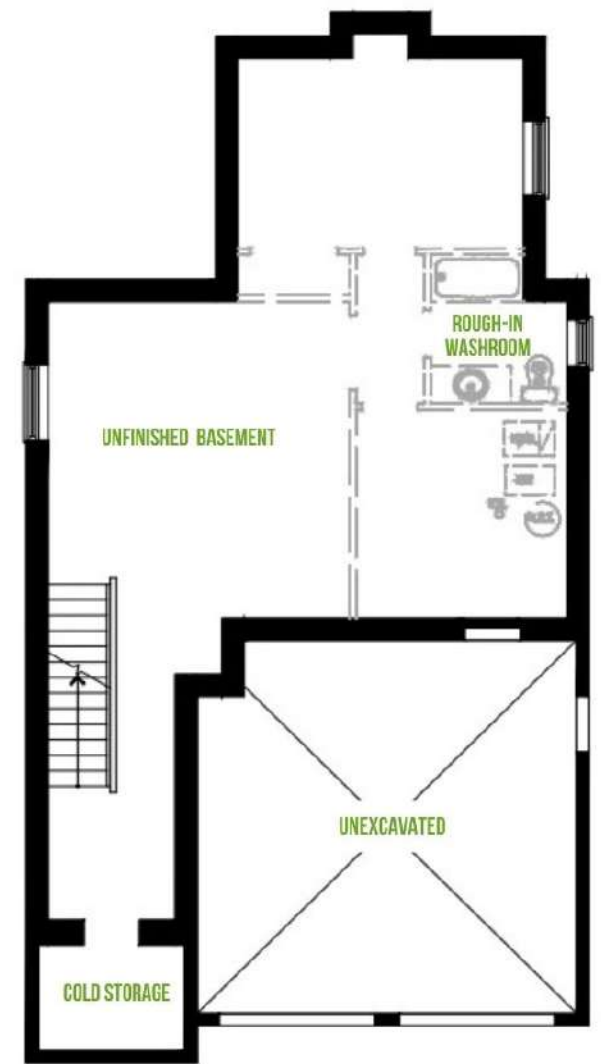 ROUGH-IN
WASHROOM
UNFINISHED BASEMENT
UNEXCAVATED
COLD STORAGE